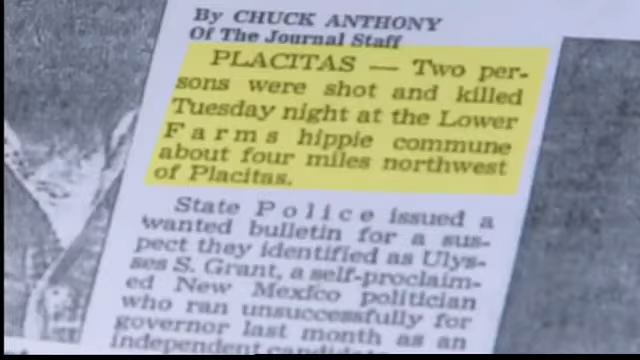 By CHUCK ANTHONY
Of The Journal Staff
PLACITAS — Two per-
sons were shot and killed
Tuesday night at the Lower
Farms hippie commune
about four miles northwest
of Placitas.
State Police issued a
wanted bulletin for a sus-
pect they identified as Ulys-
ses S. Grant, a self-proclaim-
ed New Mexico politician
who ran unsuccessfully for
governor last month as an
independent candidate